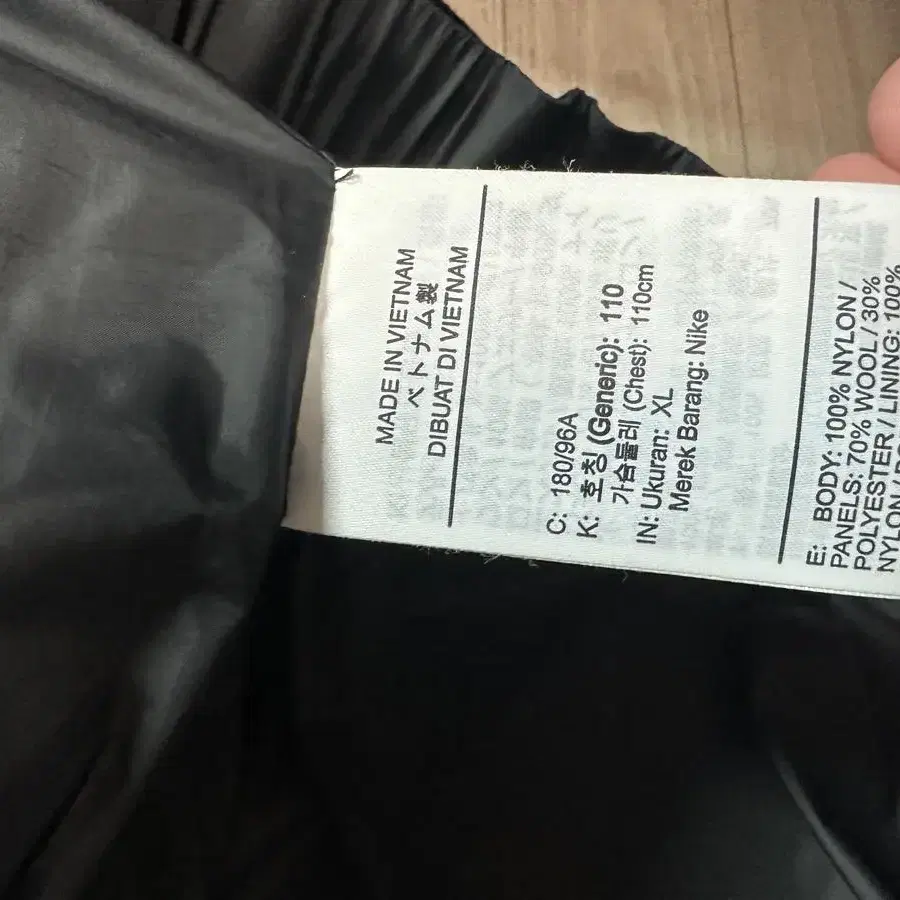 MADE IN VIETNAM
ベトナム製
DIBUAT DI VIETNAM
C: 180/96A
K: 호칭 (Generic): 110
가슴둘레 (Chest): 110cm
IN: Ukuran: XL
Merek Barang: Nike
E: BODY: 100% NYLON /
PANELS: 70% WOOL / 30%
POLYESTER / LINING: 100%
NYLON /